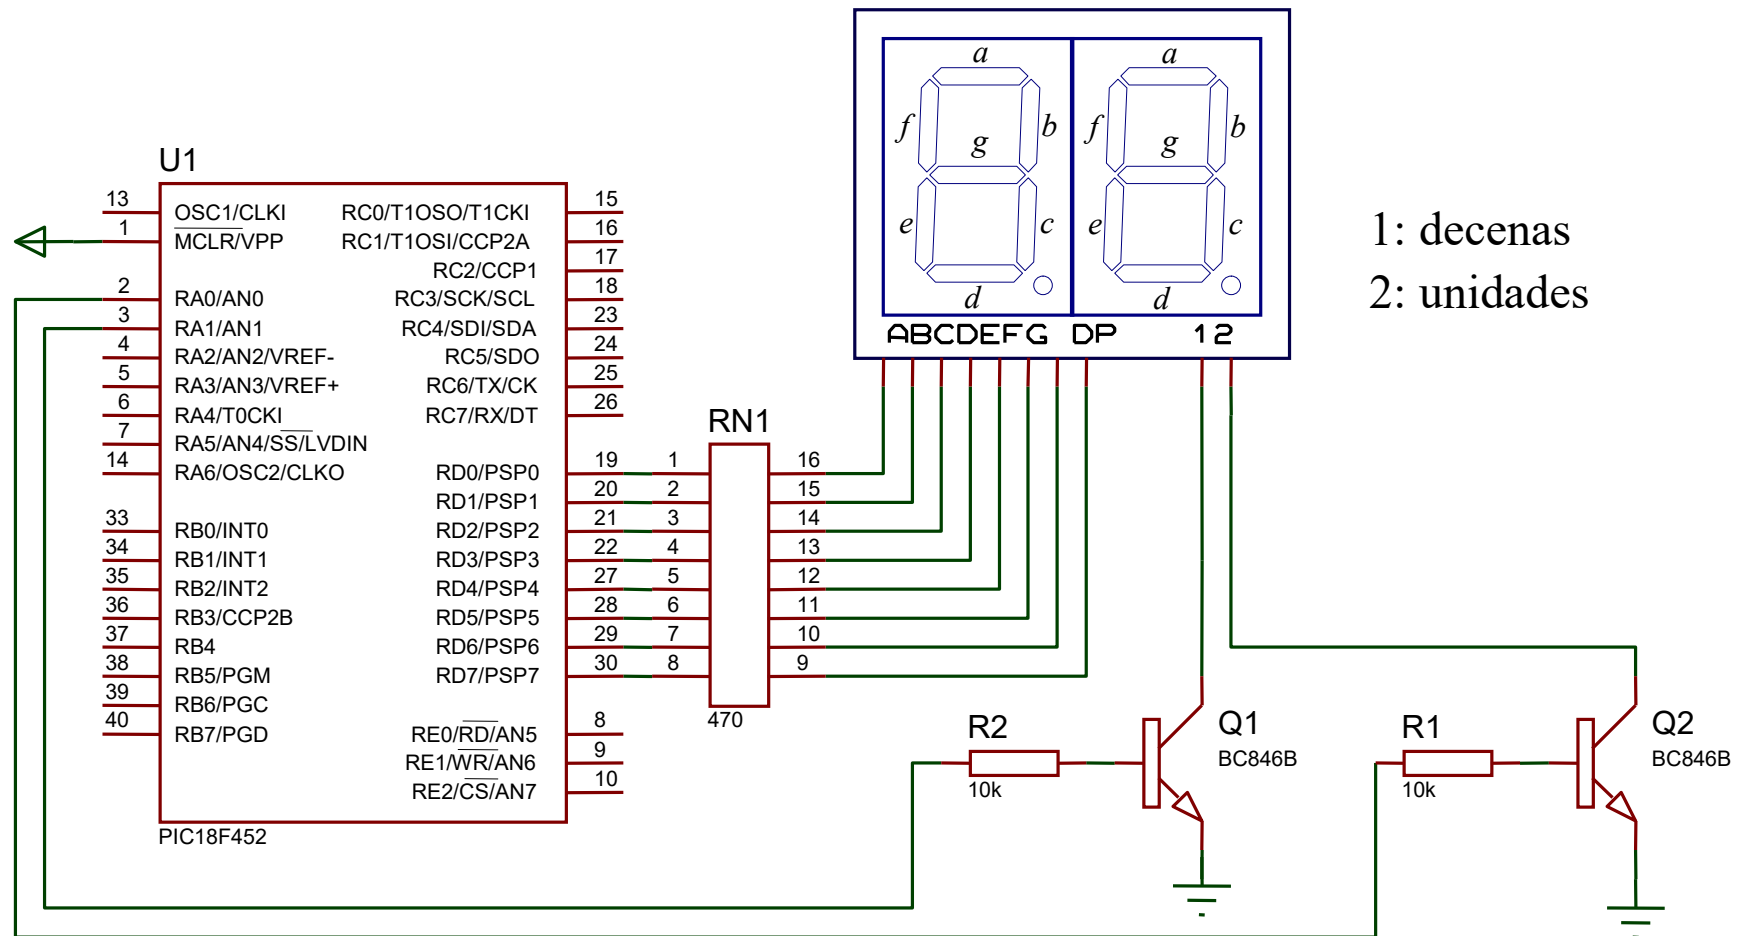 U1
13 OSC1/CLKI
1 MCLR/VPP
2 RA0/AN0
3 RA1/AN1
4 RA2/AN2/VREF-
5 RA3/AN3/VREF+
6 RA4/T0CKI
7 RA5/AN4/SS/LVDIN
14 RA6/OSC2/CLKO
33 RB0/INT0
34 RB1/INT1
35 RB2/INT2
36 RB3/CCP2B
37 RB4
38 RB5/PGM
39 RB6/PGC
40 RB7/PGD
RC0/T1OSO/T1CKI 15
RC1/T1OSI/CCP2A 16
RC2/CCP1 17
RC3/SCK/SCL 18
RC4/SDI/SDA 23
RC5/SDO 24
RC6/TX/CK 25
RC7/RX/DT 26
RD0/PSP0 19
RD1/PSP1 20
RD2/PSP2 21
RD3/PSP3 22
RD4/PSP4 27
RD5/PSP5 28
RD6/PSP6 29
RD7/PSP7 30
RE0/RD/AN5 8
RE1/WR/AN6 9
RE2/CS/AN7 10
PIC18F452
RN1
1 16
2 15
3 14
4 13
5 12
6 11
7 10
8 9
470
a a
f b f b
g g
e c e c
d d
ABCDEFG DP 12
1: decenas
2: unidades
R2
10k
Q1
BC846B
R1
10k
Q2
BC846B